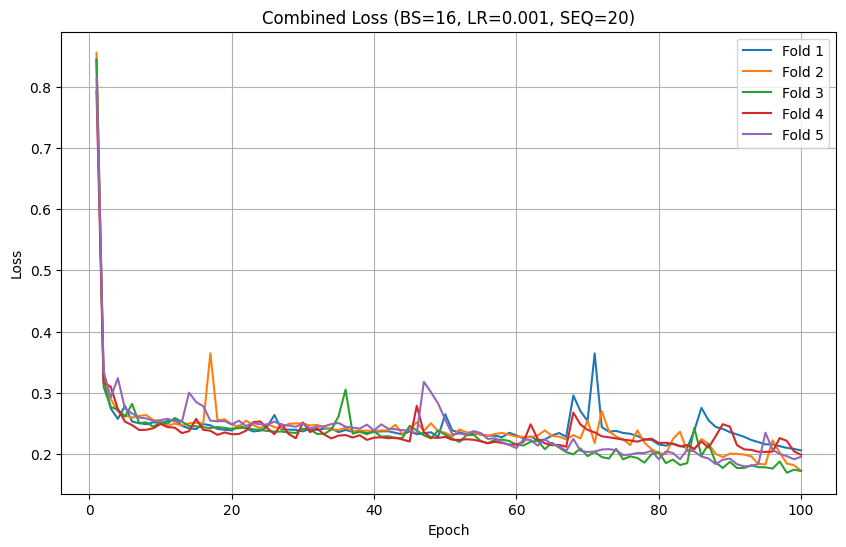 Combined Loss (BS=16, LR=0.001, SEQ=20)
Fold 1
Fold 2
Fold 3
Fold 4
Fold 5
Loss
0.8
0.7
0.6
0.5
0.4
0.3
0.2
0
20
40
60
80
100
Epoch